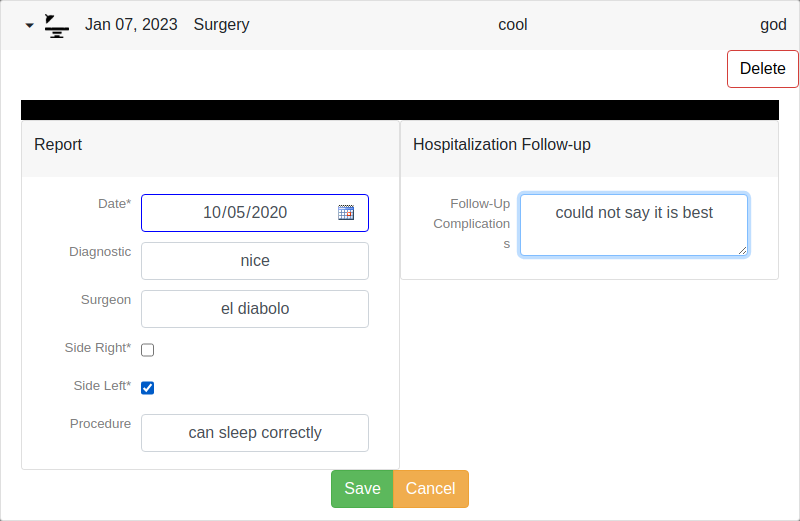 Jan 07, 2023 Surgery cool god
Delete
Report
Date* 10/05/2020
Diagnostic nice
Surgeon el diabolo
Side Right*
Side Left*
Procedure can sleep correctly
Hospitalization Follow-up
Follow-Up
Complication
s
could not say it is best
Save Cancel